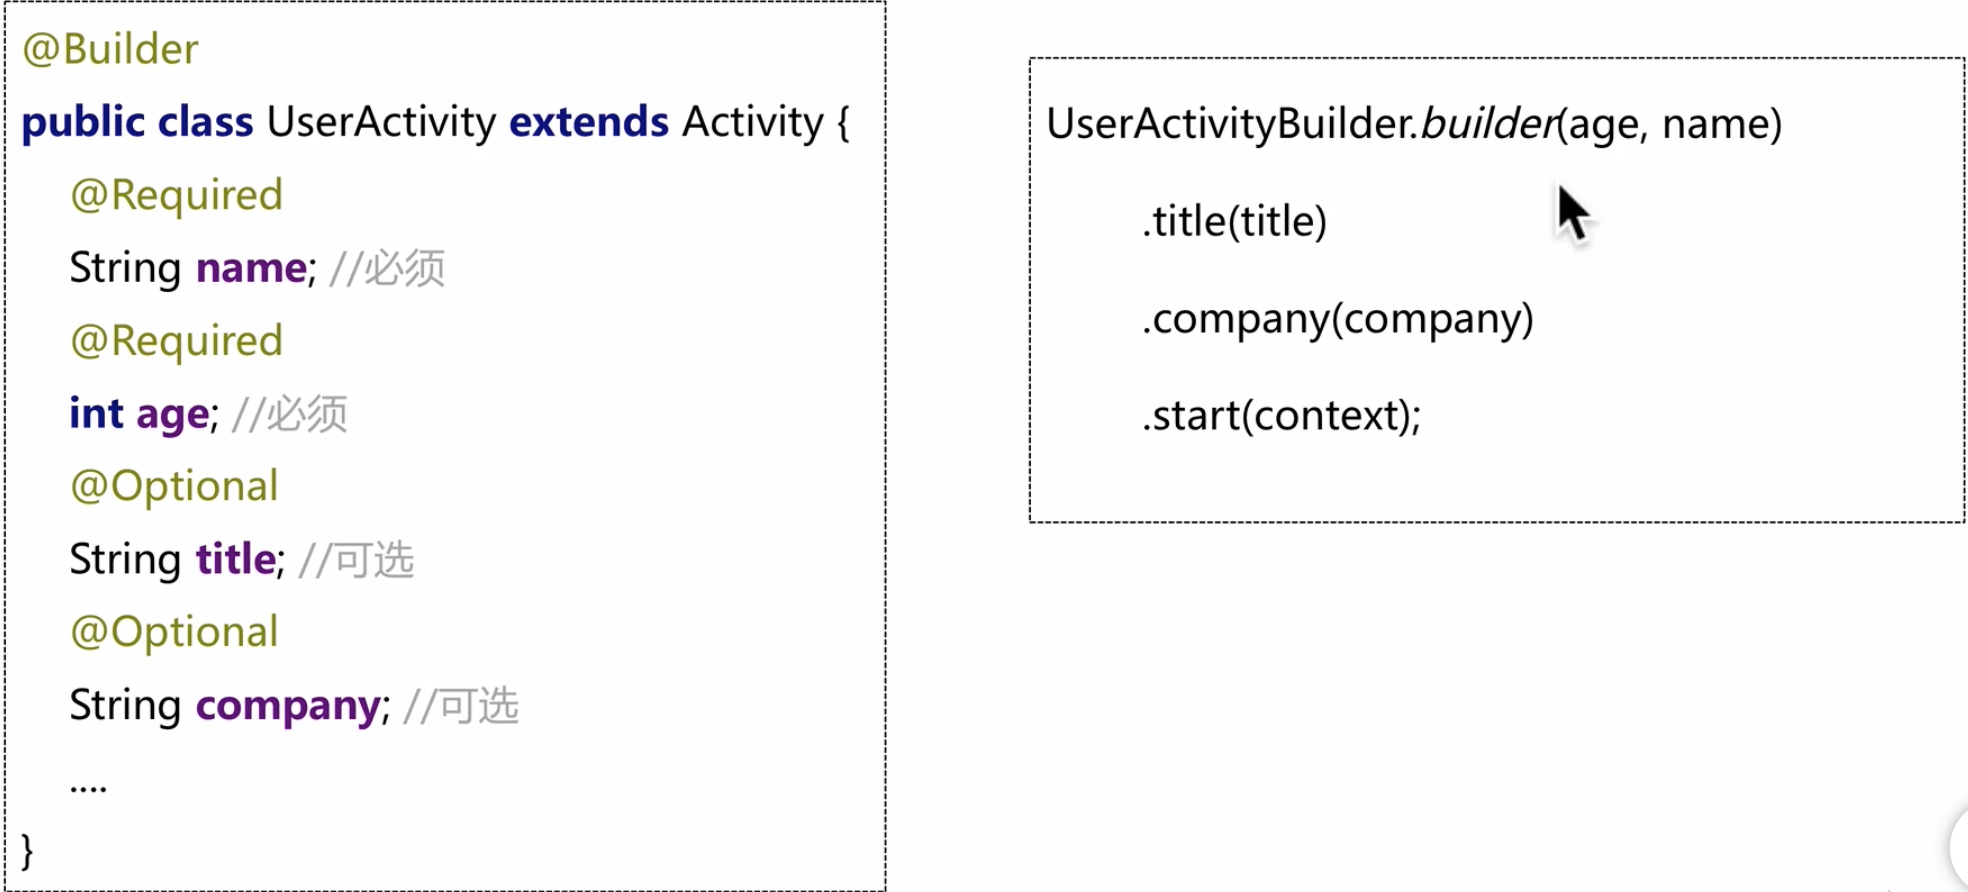 @Builder
public class UserActivity extends Activity {
@Required
String name; //必须
@Required
int age; //必须
@Optional
String title; //可选
@Optional
String company; //可选
....
}
UserActivityBuilder.builder(age, name)
.title(title)
.company(company)
.start(context);